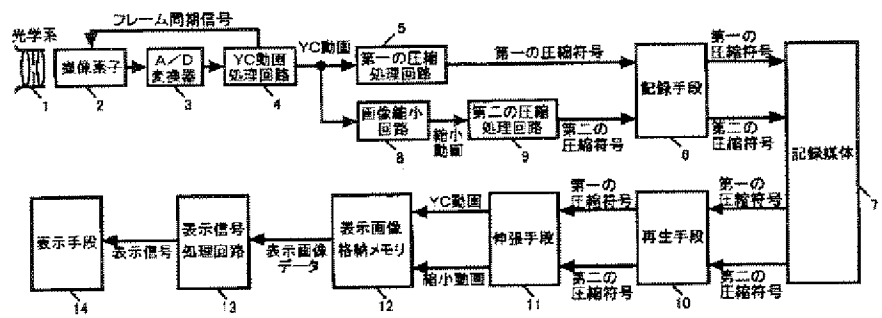 フレーム同期信号
光学系
1
撮像素子
2
A/D
変換器
3
YC動画
処理回路
4
YC動画
5
第一の圧縮
処理回路
第一の圧縮符号
画像縮小
回路
8
縮小
動画
第二の圧縮
処理回路
9
第二の
圧縮符号
記録手段
6
第一の
圧縮符号
第二の
圧縮符号
記録媒体
7
表示手段
14
表示信号
表示信号
処理回路
13
表示画像
データ
表示画像
格納メモリ
12
YC動画
縮小動画
伸張手段
11
第一の
圧縮符号
第二の
圧縮符号
再生手段
10
第一の
圧縮符号
第二の
圧縮符号